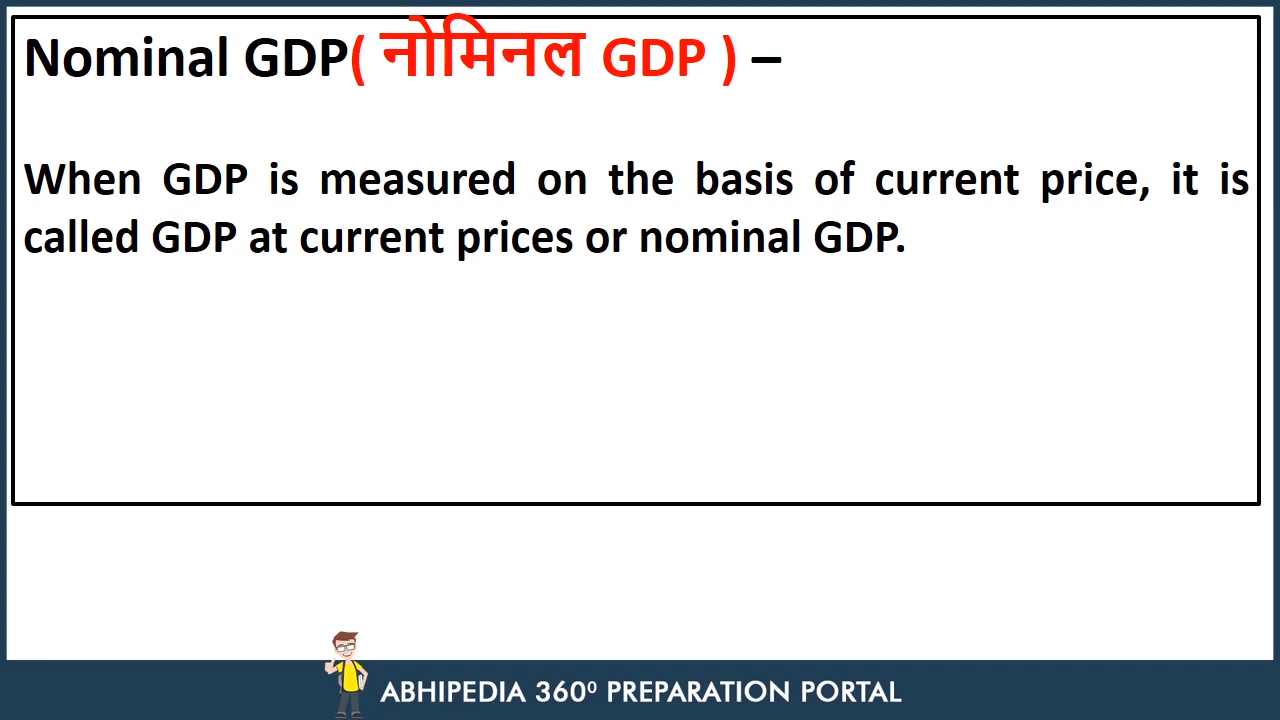 Nominal GDP( नोमिनल GDP ) –
When GDP is measured on the basis of current price, it is
called GDP at current prices or nominal GDP.
ABHIPEDIA 360⁰ PREPARATION PORTAL